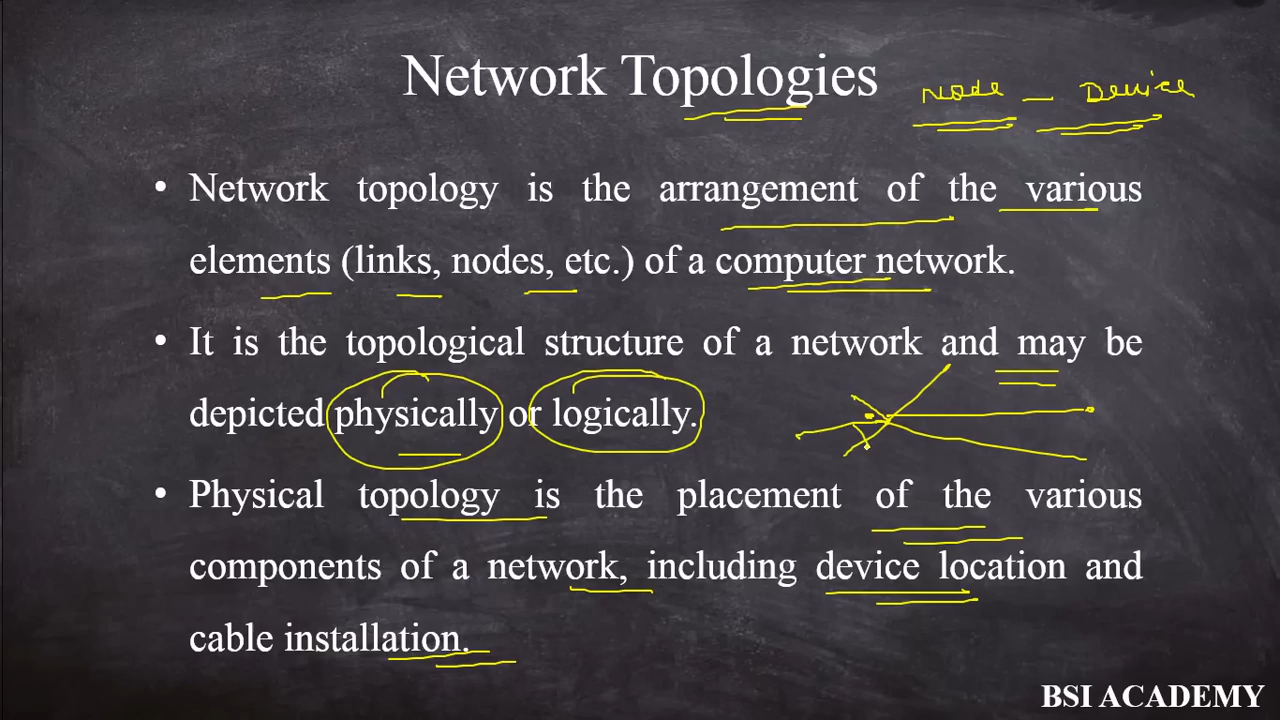 Network Topologies
Node — Device
• Network topology is the arrangement of the various
elements (links, nodes, etc.) of a computer network.
• It is the topological structure of a network and may be
depicted physically or logically.
• Physical topology is the placement of the various
components of a network, including device location and
cable installation.
BSI ACADEMY